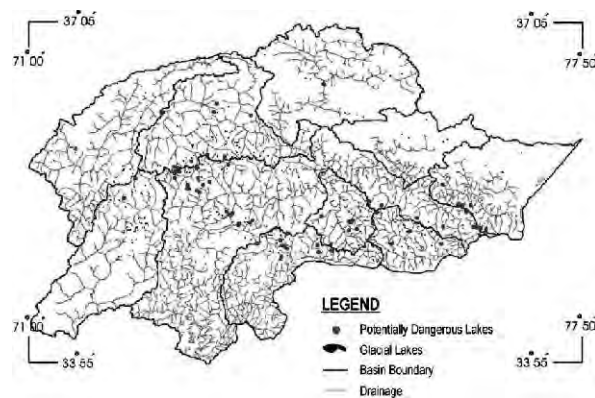 37°05´ 37°05´
71°00´ 77°50´
LEGEND
Potentially Dangerous Lakes
71°00´ 77°50´
Glacial Lakes
33°55´ 33°55´
Basin Boundary
Drainage